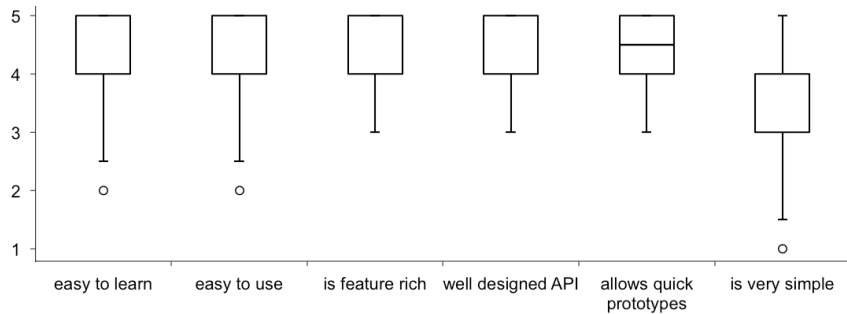 5
4
3
2
1
easy to learn
easy to use
is feature rich
well designed API
allows quick
prototypes
is very simple